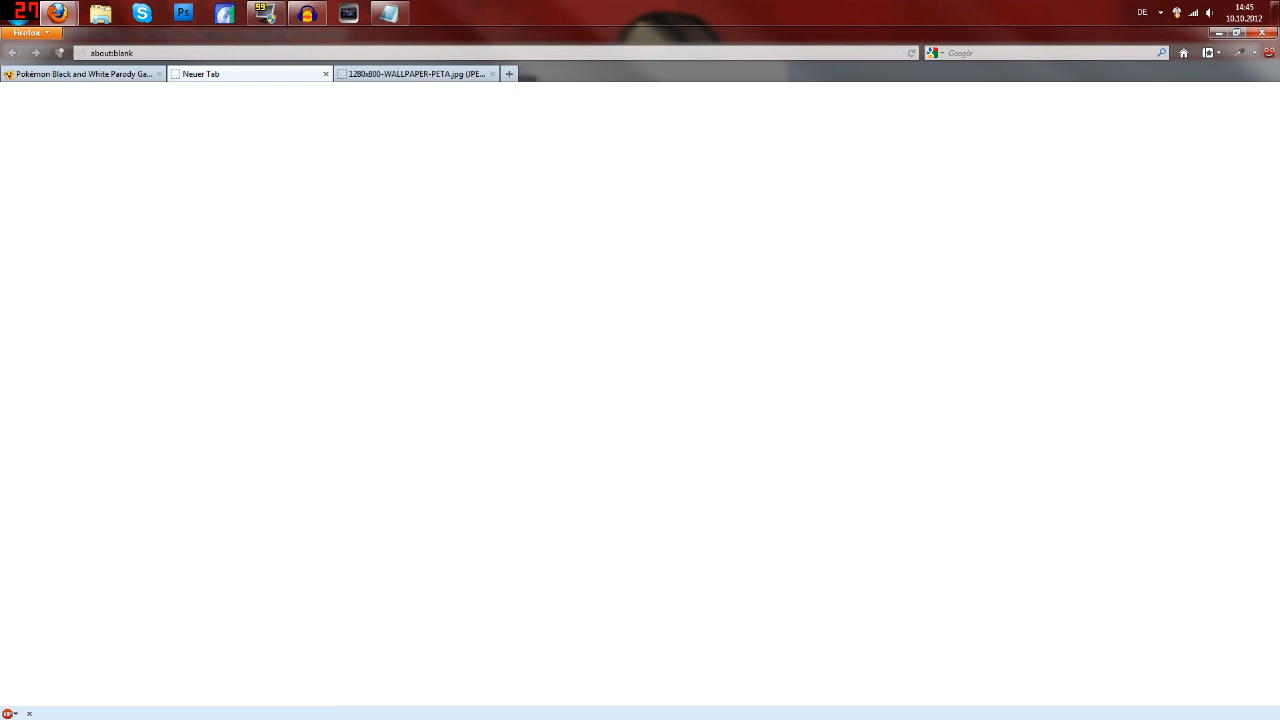 27
Ps
99
DE
14:45
10.10.2012
Firefox
about:blank
Google
Pokémon Black and White Parody Ga...
Neuer Tab
1280x800-WALLPAPER-PETA.jpg (JPE...
ABP